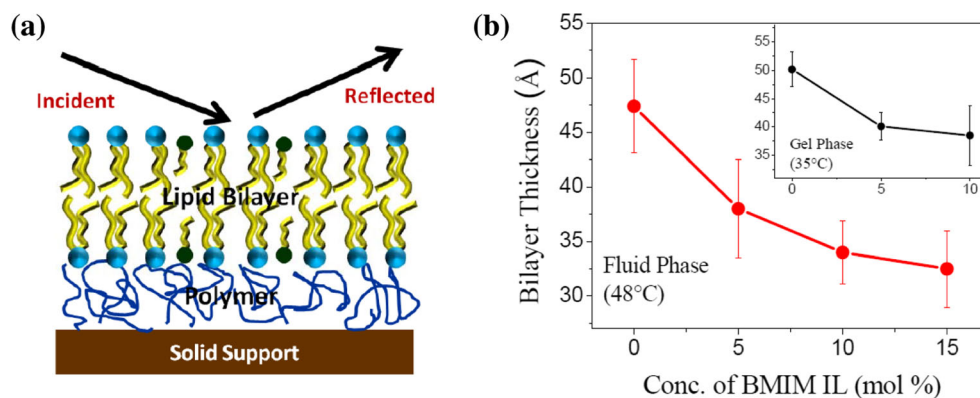 (a)
Incident
Reflected
Lipid Bilayer
Polymer
Solid Support
(b)
Bilayer Thickness (Å)
55
50
45
40
35
30
0
5
10
15
Conc. of BMIM IL (mol %)
Fluid Phase
(48°C)
50
45
40
35
0
5
10
Gel Phase
(35°C)